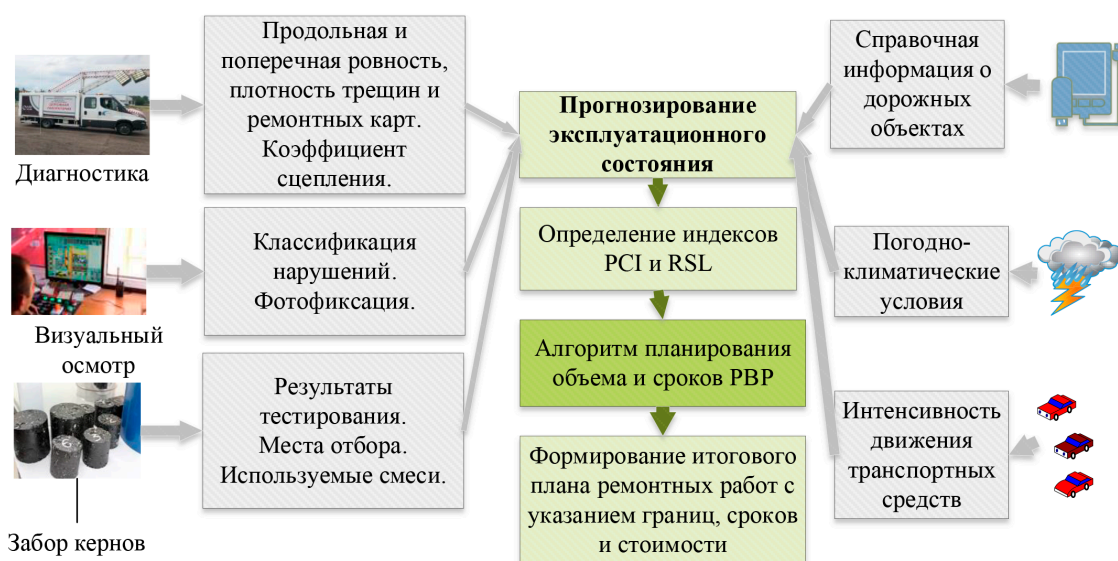 Диагностика
Визуальный
осмотр
Забор кернов
Продольная и
поперечная ровность,
плотность трещин и
ремонтных карт.
Коэффициент
сцепления.
Классификация
нарушений.
Фотофиксация.
Результаты
тестирования.
Места отбора.
Используемые смеси.
Прогнозирование
эксплуатационного
состояния
Определение индексов
PCI и RSL
Алгоритм планирования
объема и сроков РВР
Формирование итогового
плана ремонтных работ с
указанием границ, сроков
и стоимости
Справочная
информация о
дорожных
объектах
Погодно-
климатические
условия
Интенсивность
движения
транспортных
средств